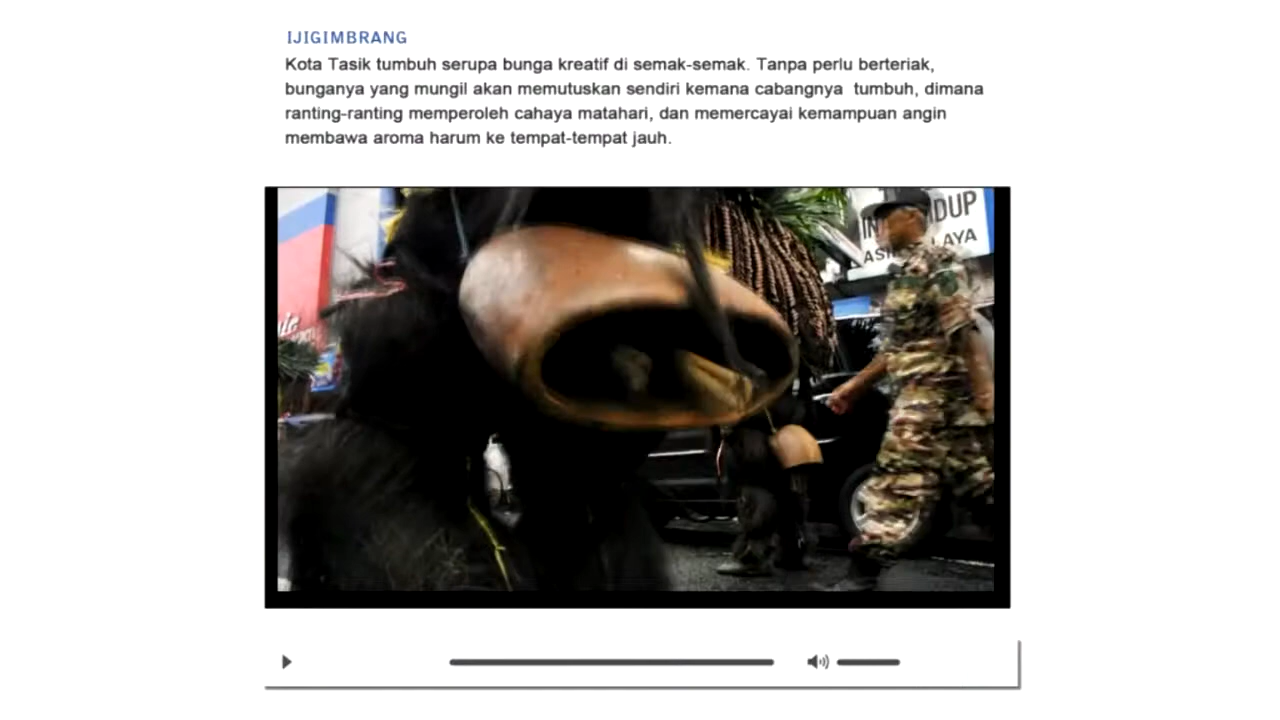 IJIGIMBRANG
Kota Tasik tumbuh serupa bunga kreatif di semak-semak. Tanpa perlu berteriak,
bunganya yang mungil akan memutuskan sendiri kemana cabangnya tumbuh, dimana
ranting-ranting memperoleh cahaya matahari, dan memercayai kemampuan angin
membawa aroma harum ke tempat-tempat jauh.
DUP
LAYA